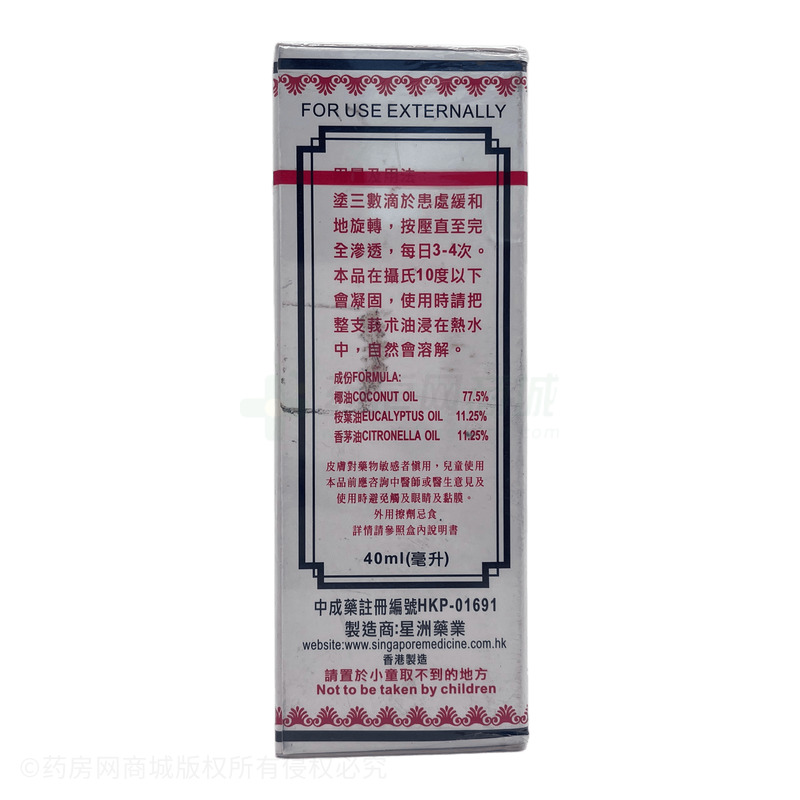 FOR USE EXTERNALLY
用量及用法
塗三數滴於患處緩和
地旋轉，按壓直至完
全滲透，每日3-4次。
本品在攝氏10度以下
會凝固，使用時請把
整支莪朮油浸在熱水
中，自然會溶解。
成份FORMULA:
椰油COCONUT OIL 77.5%
桉葉油EUCALYPTUS OIL 11.25%
香茅油CITRONELLA OIL 11.25%
皮膚對藥物敏感者慎用，兒童使用
本品前應咨詢中醫師或醫生意見及
使用時避免觸及眼睛及黏膜。
外用擦劑忌食
詳情請參照盒內說明書
40ml(毫升)
中成藥註冊編號HKP-01691
製造商:星洲藥業
website:www.singaporemedicine.com.hk
香港製造
請置於小童取不到的地方
Not to be taken by children
©药房网商城版权所有侵权必究